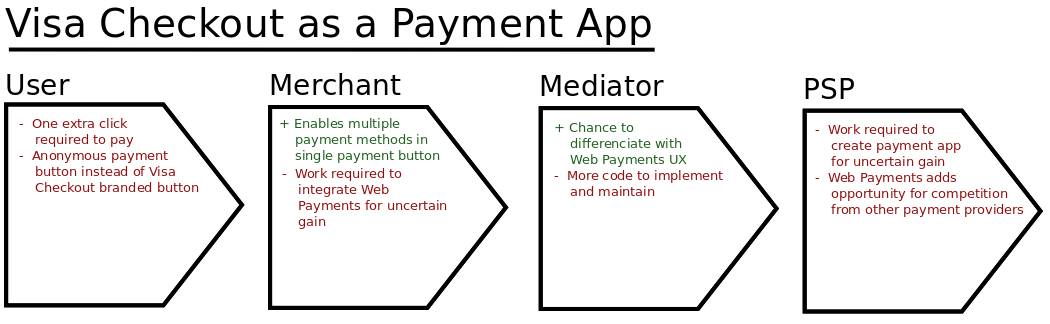 Visa Checkout as a Payment App
User
- One extra click
required to pay
- Anonymous payment
button instead of Visa
Checkout branded button
Merchant
+ Enables multiple
payment methods in
single payment button
- Work required to
integrate Web
Payments for uncertain
gain
Mediator
+ Chance to
differenciate with
Web Payments UX
- More code to implement
and maintain
PSP
- Work required to
create payment app
for uncertain gain
- Web Payments adds
opportunity for competition
from other payment providers